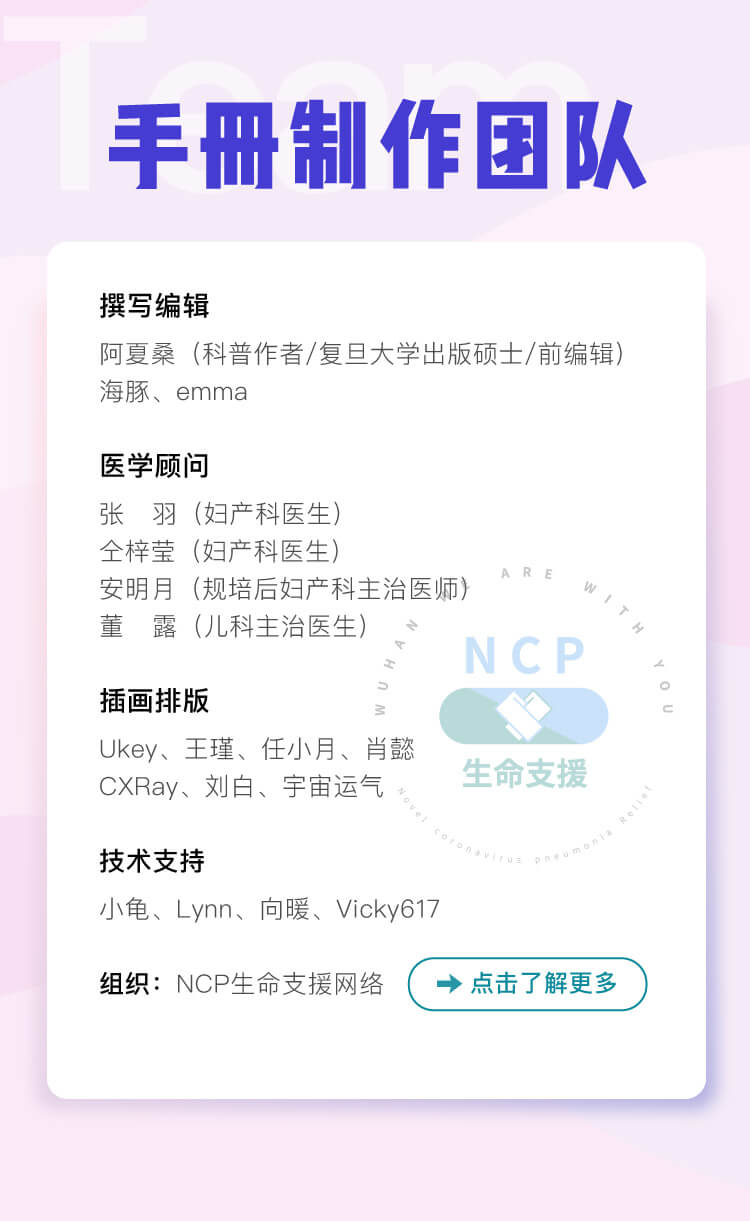 Team
手册制作团队
撰写编辑
阿夏桑（科普作者/复旦大学出版硕士/前编辑）
海豚、emma
医学顾问
张　羽（妇产科医生）
仝梓莹（妇产科医生）
安明月（规培后妇产科主治医师）
董　露（儿科主治医生）
WUHAN WE ARE WITH YOU
NCP
生命支援
Novel coronavirus pneumonia Relief
插画排版
Ukey、王瑾、任小月、肖懿
CXRay、刘白、宇宙运气
技术支持
小龟、Lynn、向暖、Vicky617
组织：NCP生命支援网络
点击了解更多